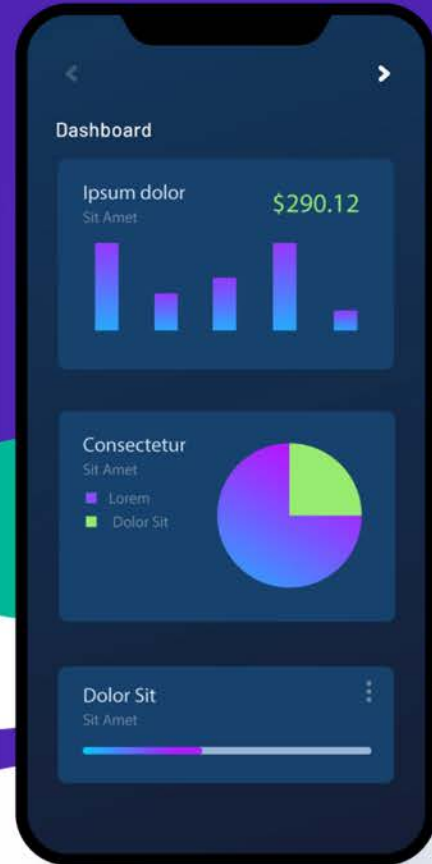 Dashboard
Ipsum dolor
Sit Amet
$290.12
Consectetur
Sit Amet
Lorem
Dolor Sit
Dolor Sit
Sit Amet